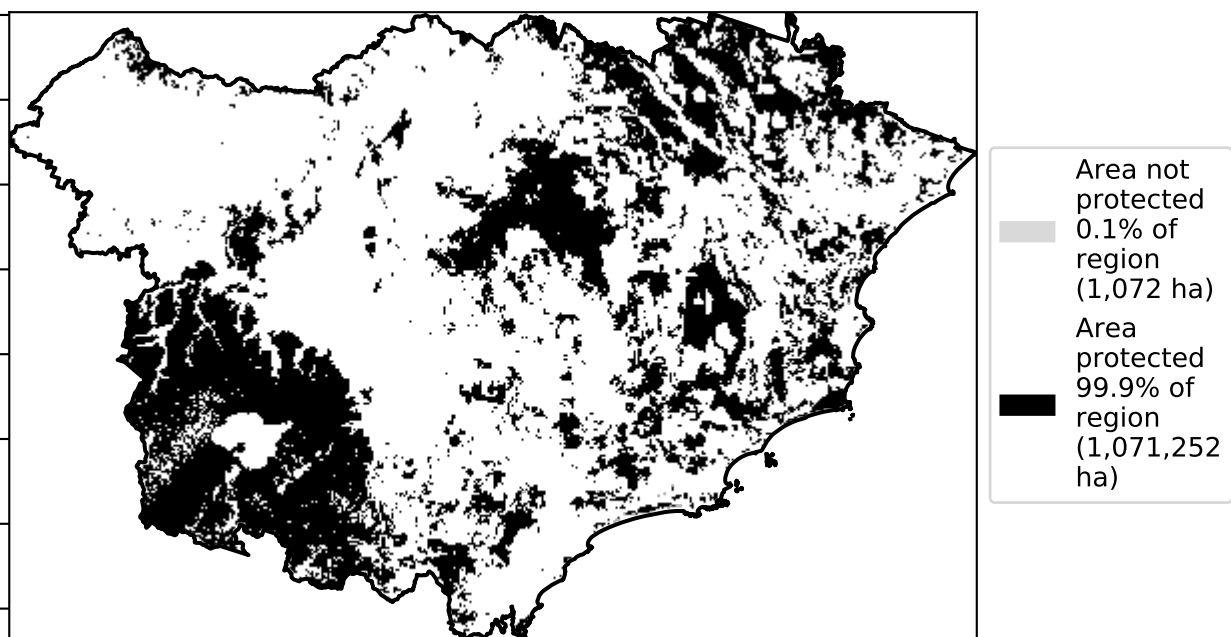 Area not
protected
0.1% of
region
(1,072 ha)
Area
protected
99.9% of
region
(1,071,252
ha)